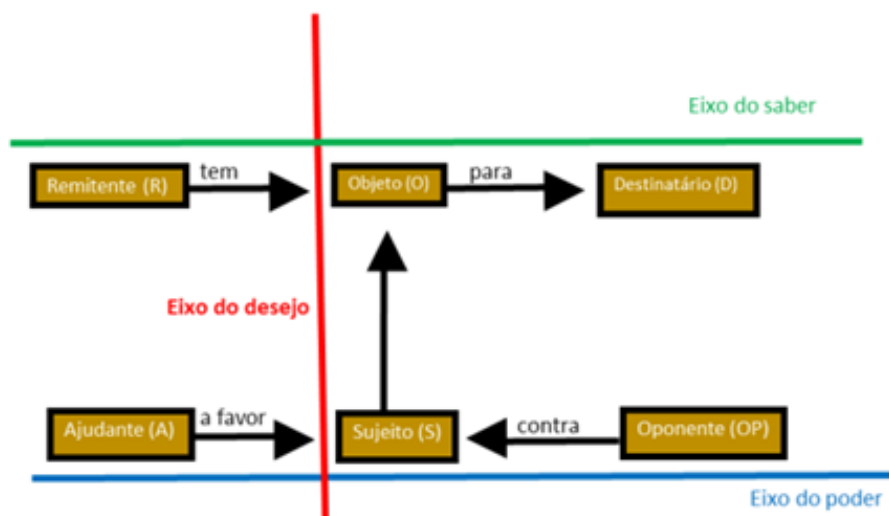 Eixo do saber
Remitente (R)
tem
Objeto (O)
para
Destinatário (D)
Eixo do desejo
Ajudante (A)
a favor
Sujeito (S)
contra
Oponente (OP)
Eixo do poder